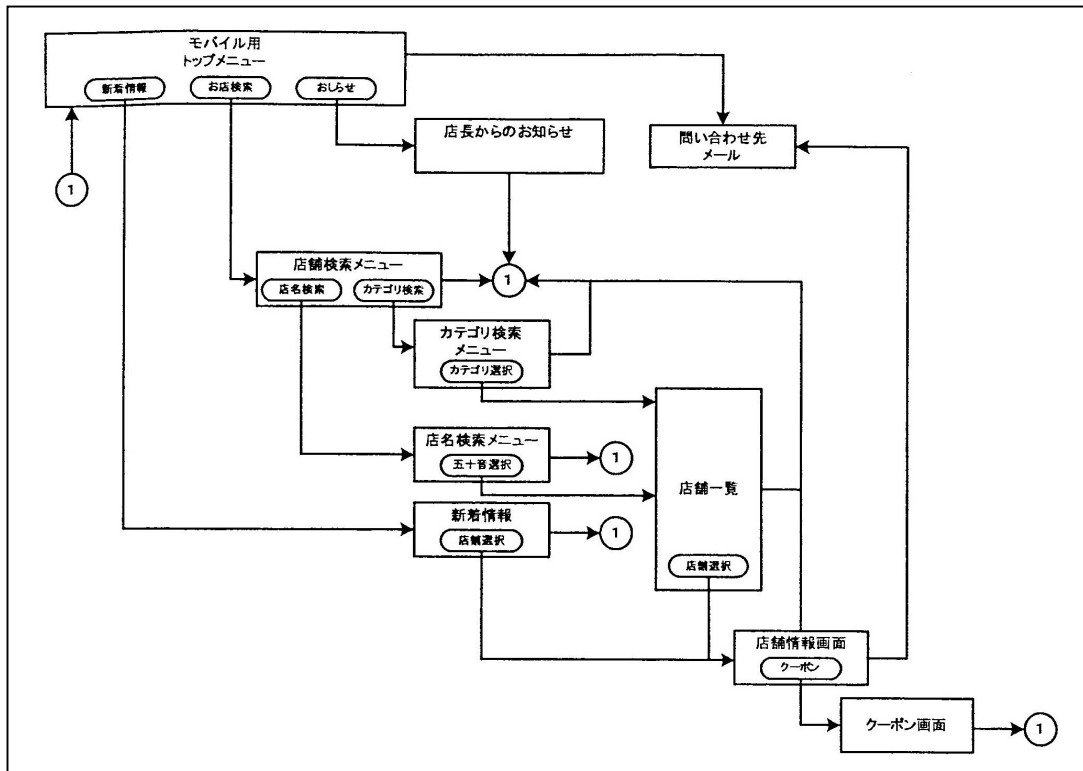 モバイル用
トップメニュー
新着情報
お店検索
おしらせ
店長からのお知らせ
問い合わせ先
メール
1
店舗検索メニュー
店名検索
カテゴリ検索
1
カテゴリ検索
メニュー
カテゴリ選択
店名検索メニュー
五十音選択
1
店舗一覧
店舗選択
新着情報
店舗選択
1
店舗情報画面
クーポン
クーポン画面
1